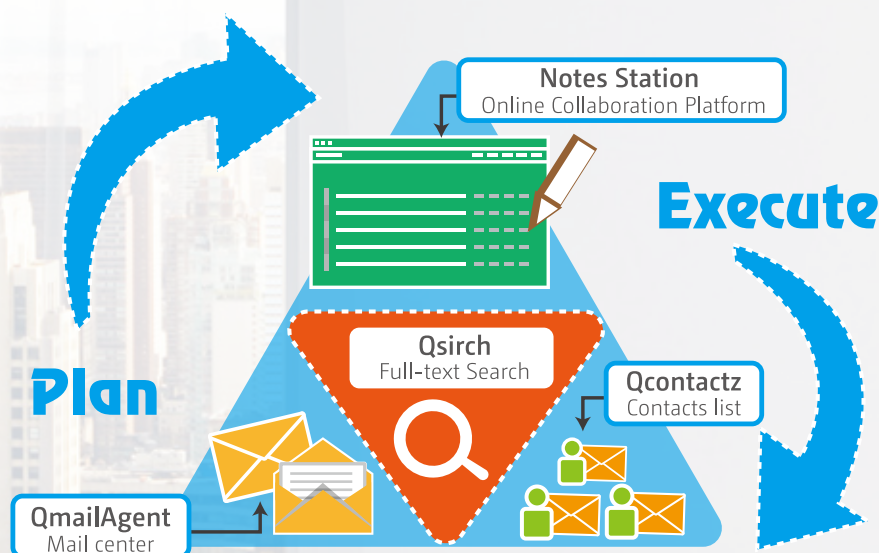 Notes Station
Online Collaboration Platform
Execute
Qsirch
Full-text Search
Qcontactz
Contacts list
Plan
QmailAgent
Mail center